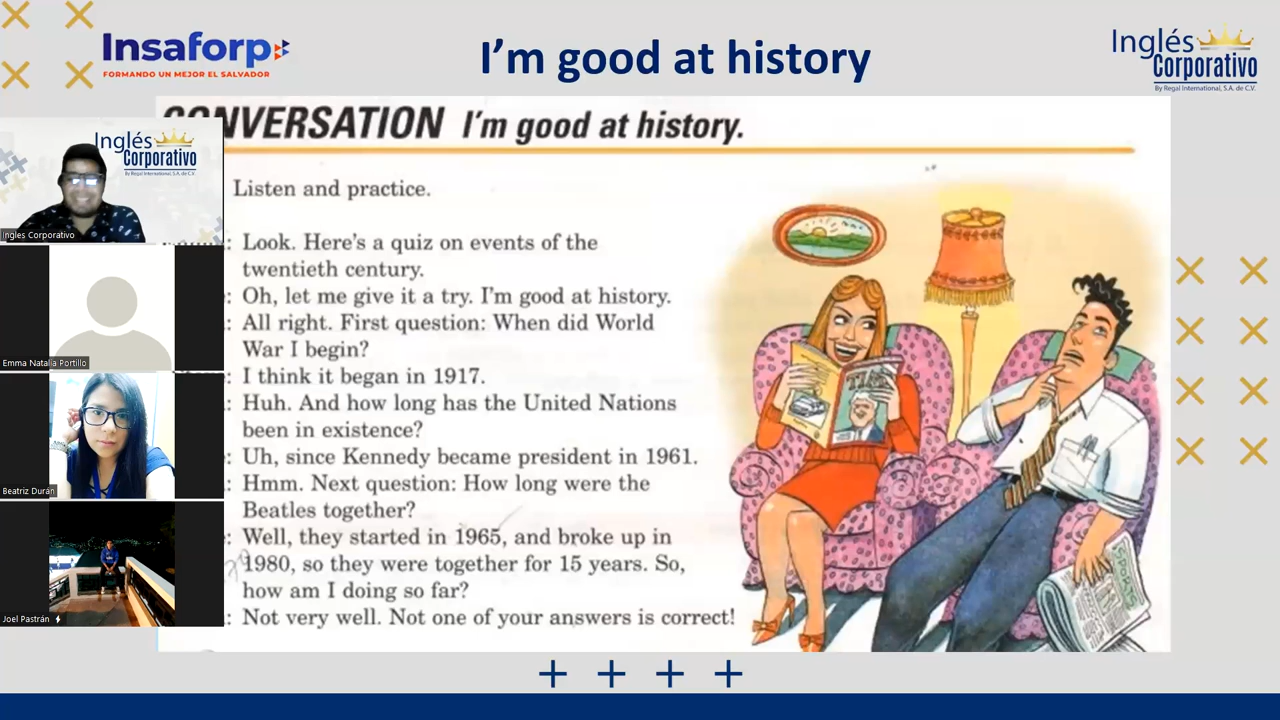 Insaforp
FORMANDO UN MEJOR EL SALVADOR
I'm good at history
Inglés
Corporativo
By Regal International, S.A. de C.V.
CONVERSATION I'm good at history.
Inglés
Corporativo
By Regal International, S.A. de C.V.
Ingles Corporativo
Emma Natalia Portillo
Beatriz Durán
Joel Pastrán
Listen and practice.
: Look. Here's a quiz on events of the
twentieth century.
: Oh, let me give it a try. I'm good at history.
: All right. First question: When did World
War I begin?
: I think it began in 1917.
: Huh. And how long has the United Nations
been in existence?
: Uh, since Kennedy became president in 1961.
: Hmm. Next question: How long were the
Beatles together?
: Well, they started in 1965, and broke up in
1980, so they were together for 15 years. So,
how am I doing so far?
: Not very well. Not one of your answers is correct!
TIME
SPORTS